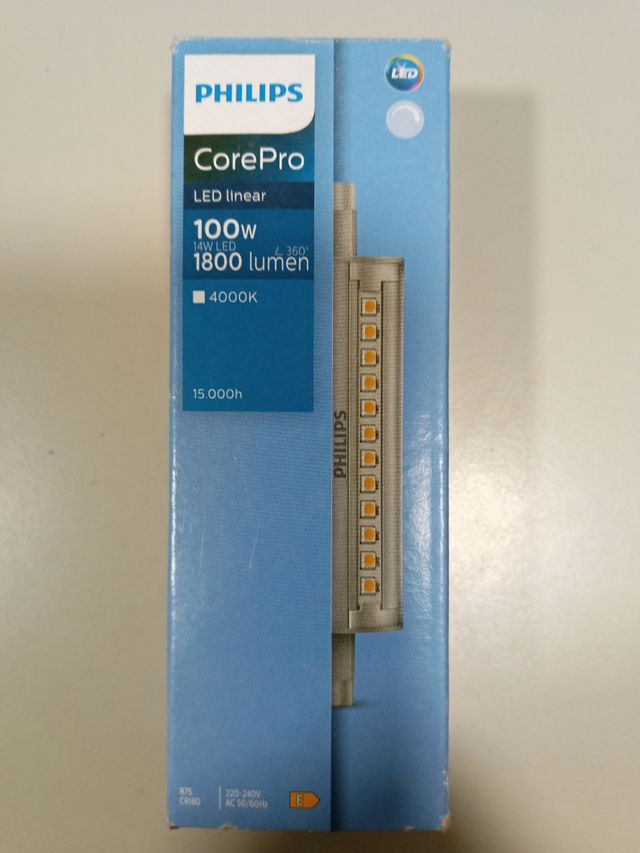 PHILIPS
LED
CorePro
LED linear
100W
14W LED
360°
1800 lumen
4000K
PHILIPS
15.000h
R7S
CRI80
220-240V
AC 50/60Hz
E